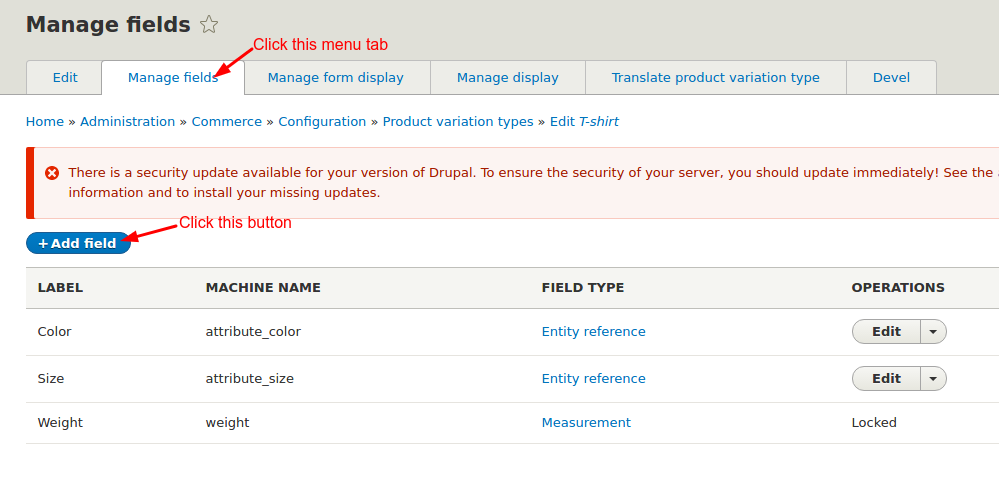 Manage fields
Click this menu tab
Edit Manage fields Manage form display Manage display Translate product variation type Devel
Home » Administration » Commerce » Configuration » Product variation types » Edit T-shirt
There is a security update available for your version of Drupal. To ensure the security of your server, you should update immediately! See the
information and to install your missing updates.
Click this button
+ Add field
LABEL MACHINE NAME FIELD TYPE OPERATIONS
Color attribute_color Entity reference Edit
Size attribute_size Entity reference Edit
Weight weight Measurement Locked